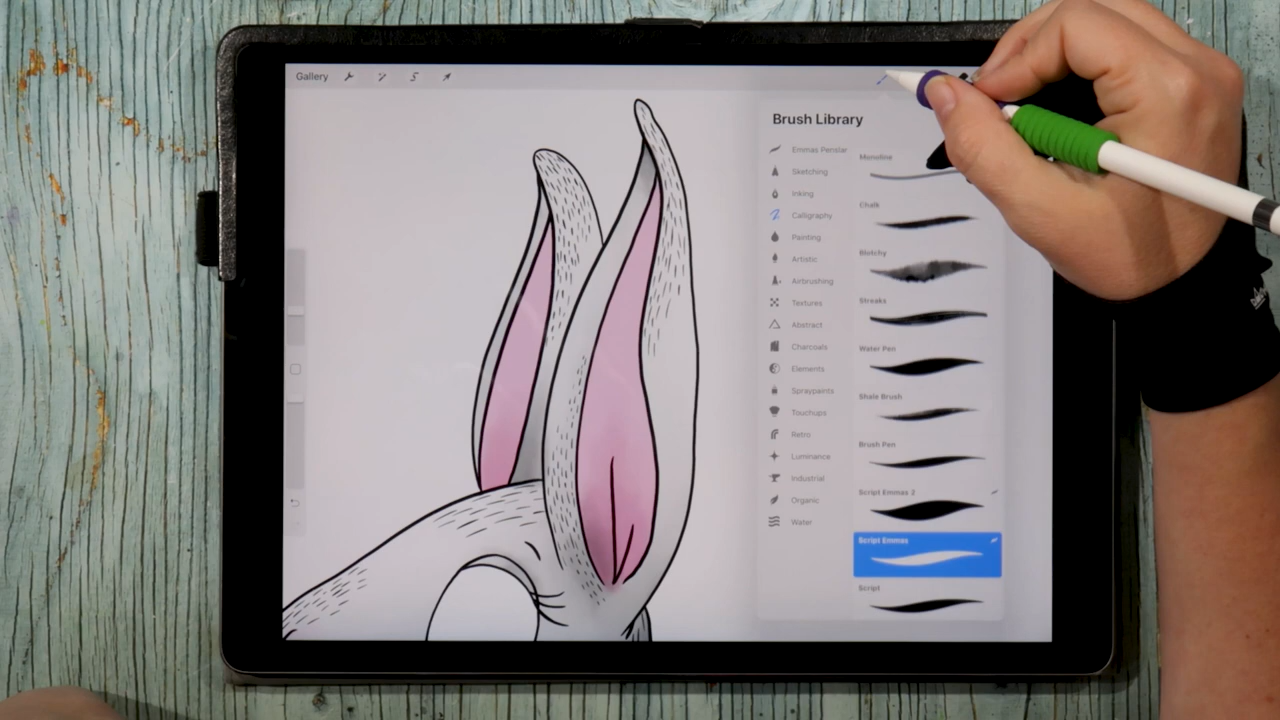 Gallery
Brush Library
Emmas Penslar
Sketching
Inking
Calligraphy
Painting
Artistic
Airbrushing
Textures
Abstract
Charcoals
Elements
Spraypaints
Touchups
Retro
Luminance
Industrial
Organic
Water
Monoline
Chalk
Blotchy
Streaks
Water Pen
Shale Brush
Brush Pen
Script Emmas 2
Script Emmas
Script